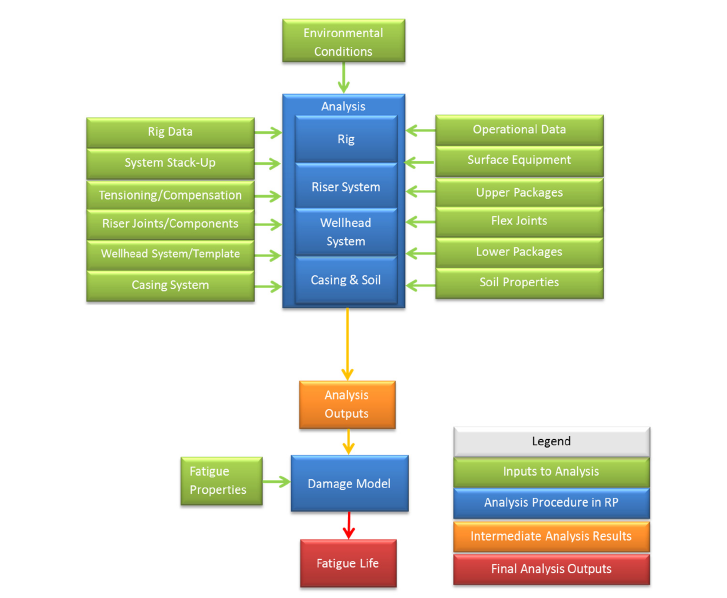 Environmental
Conditions
Analysis
Rig
Riser System
Wellhead
System
Casing & Soil
Rig Data
System Stack-Up
Tensioning/Compensation
Riser Joints/Components
Wellhead System/Template
Casing System
Operational Data
Surface Equipment
Upper Packages
Flex Joints
Lower Packages
Soil Properties
Analysis
Outputs
Fatigue
Properties
Damage Model
Fatigue Life
Legend
Inputs to Analysis
Analysis Procedure in RP
Intermediate Analysis Results
Final Analysis Outputs